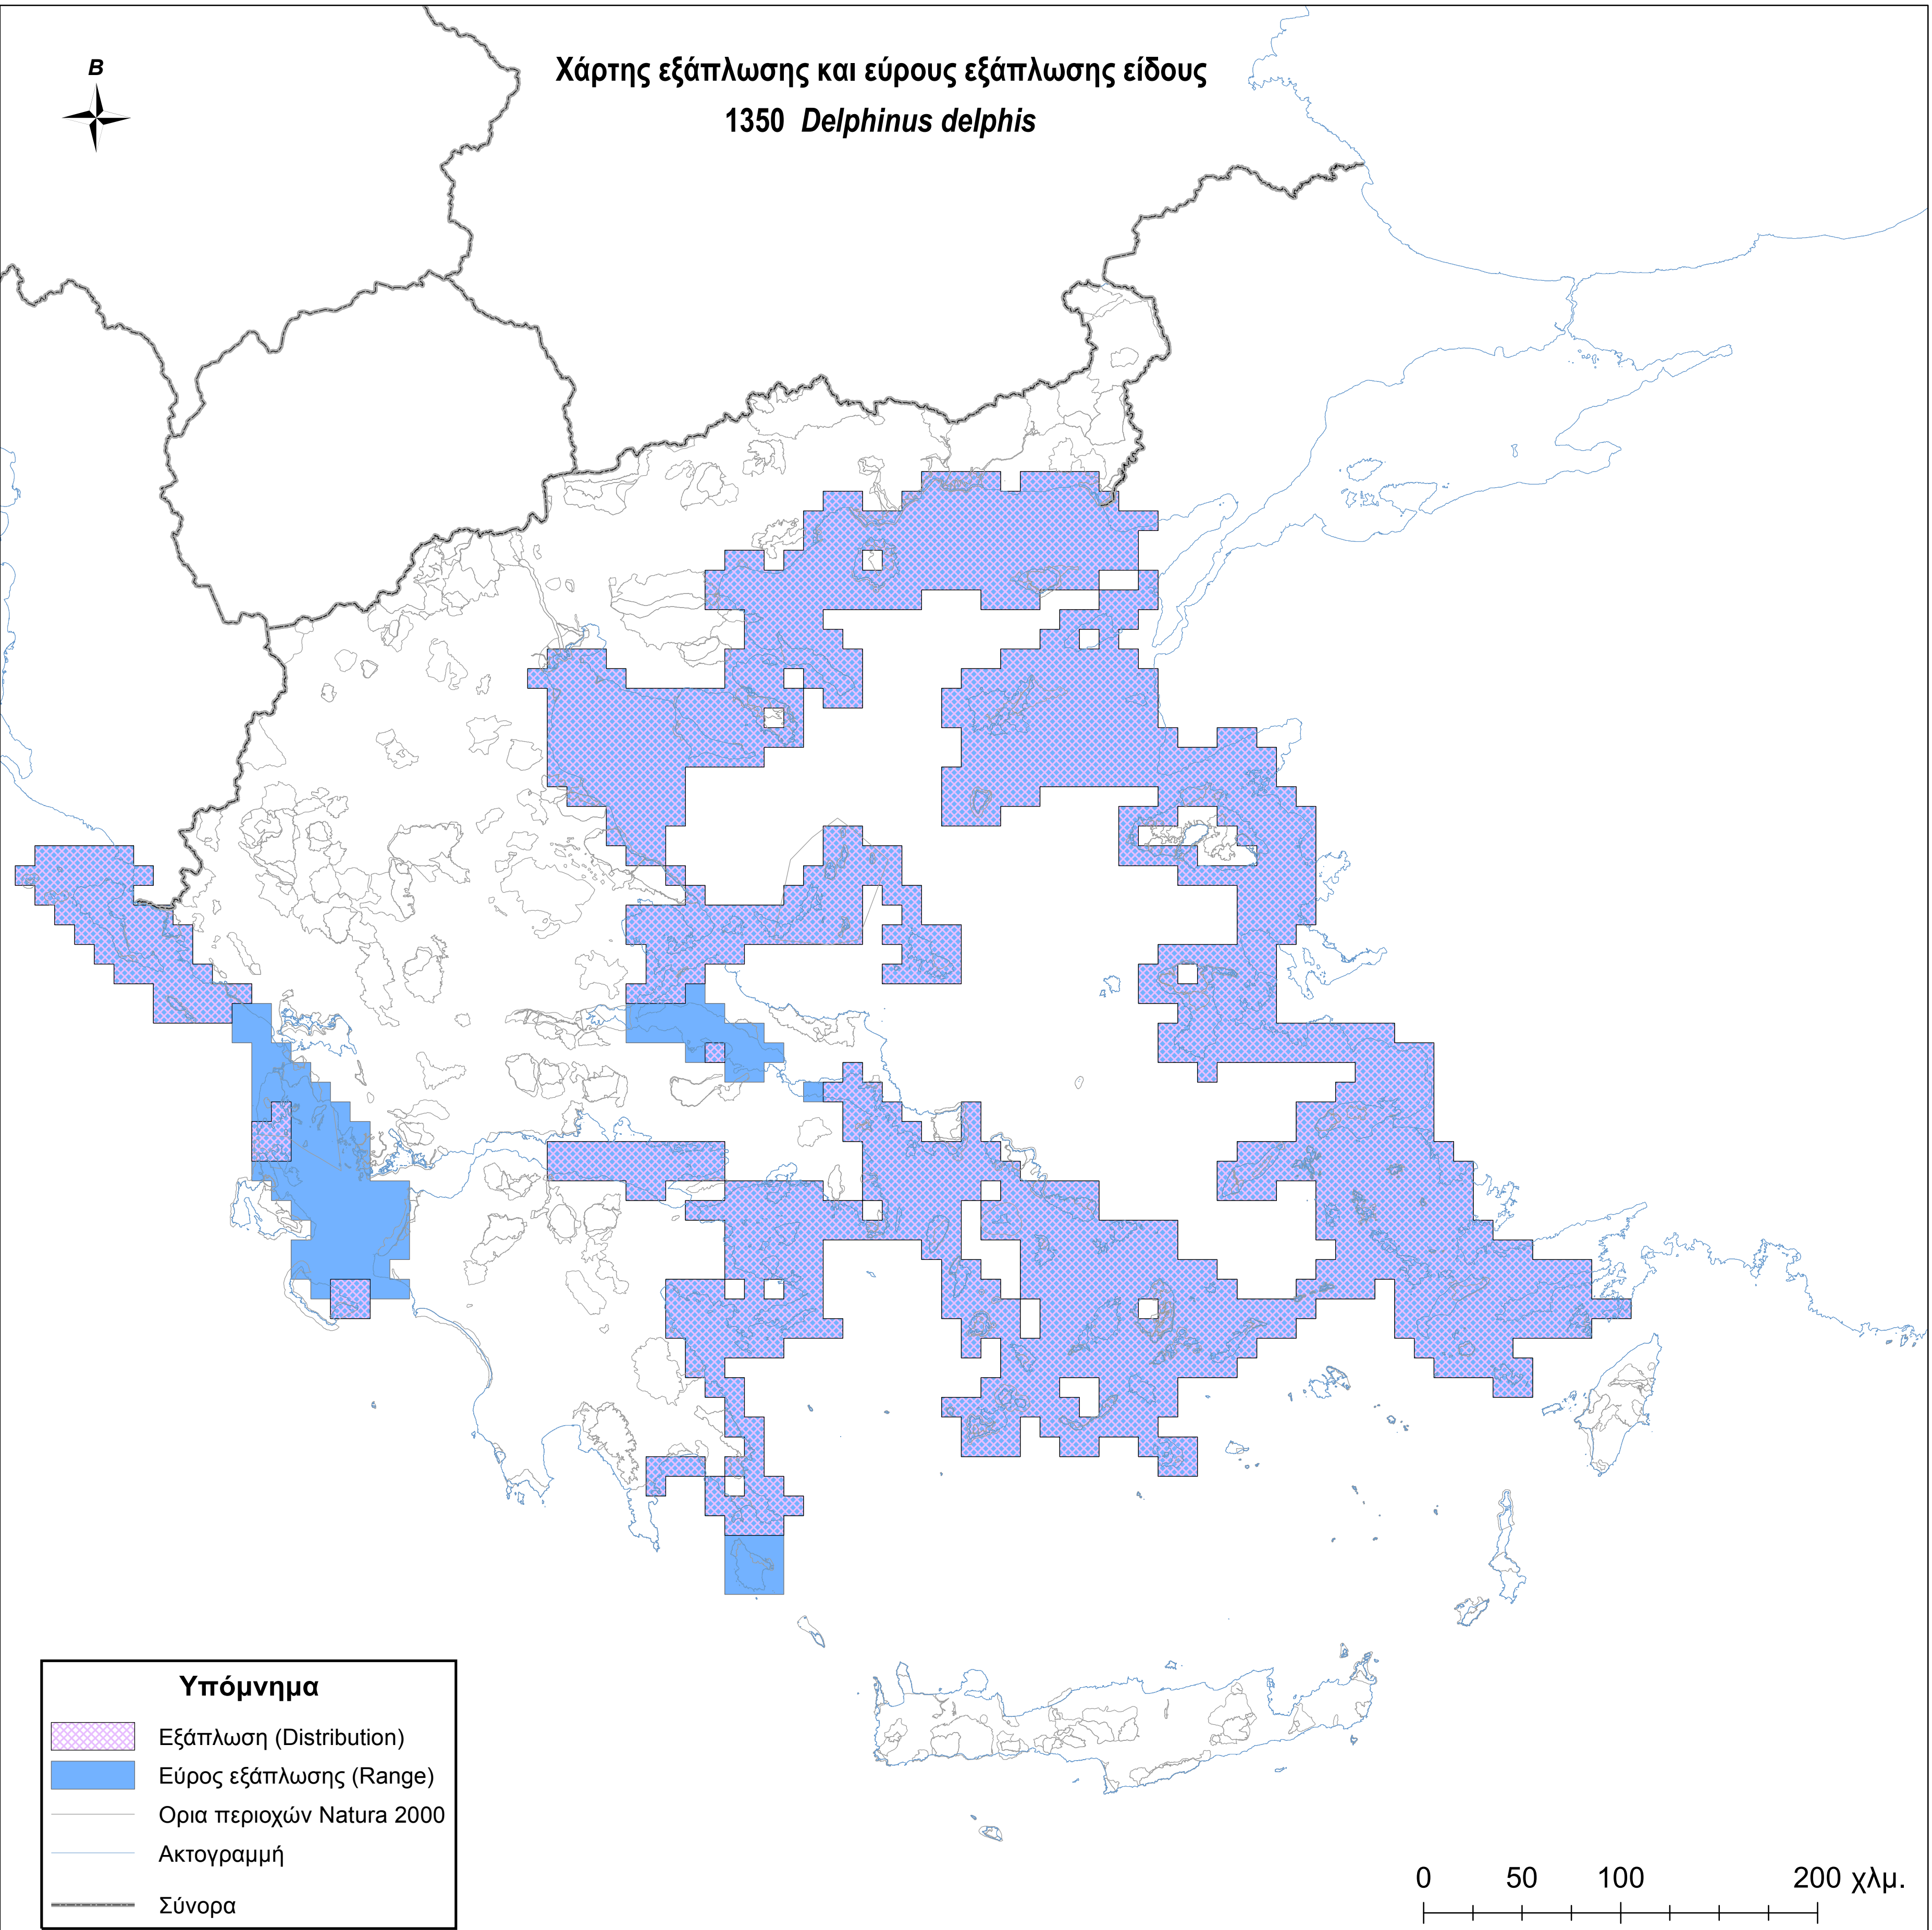 Χάρτης εξάπλωσης και εύρους εξάπλωσης είδους
1350 Delphinus delphis
Β
Υπόμνημα
Εξάπλωση (Distribution)
Εύρος εξάπλωσης (Range)
Ορια περιοχών Natura 2000
Ακτογραμμή
Σύνορα
0 50 100 200 χλμ.